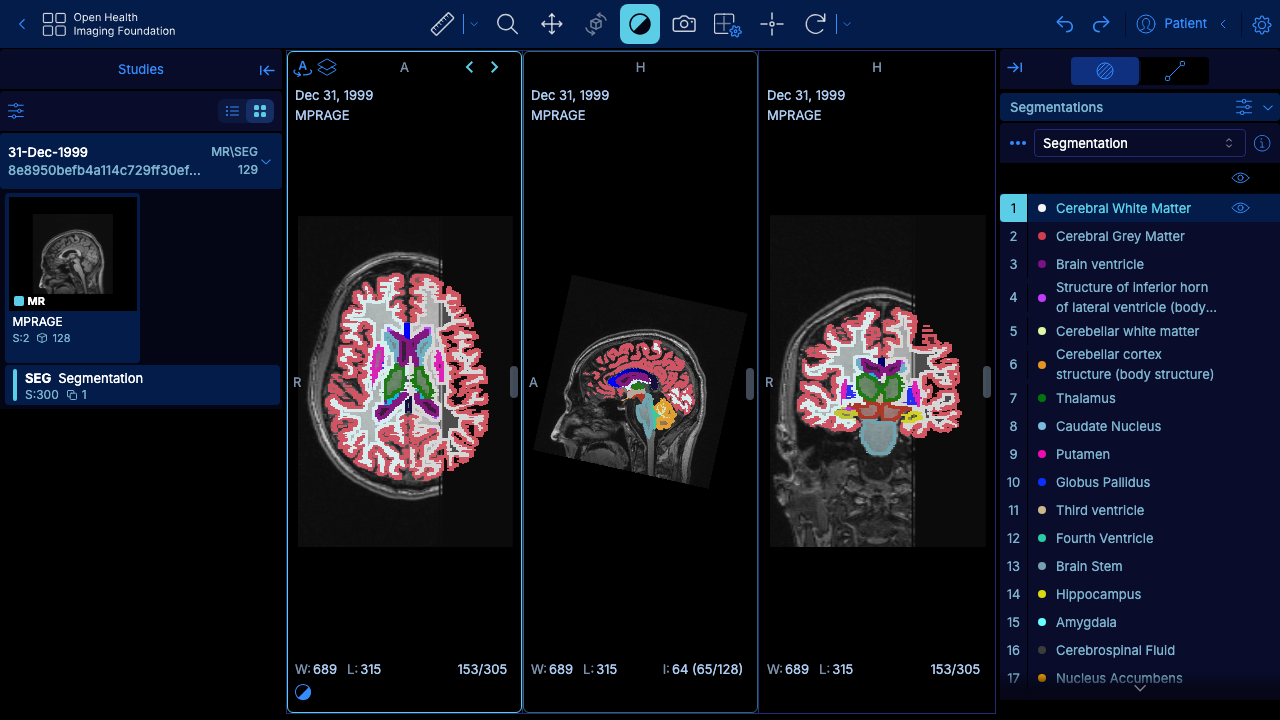 Open Health
Imaging Foundation
Patient
Studies
31-Dec-1999
MR\SEG
8e8950befb4a114c729ff30ef...
129
MR
MPRAGE
S:2 128
SEG Segmentation
S:300 1
A
A
Dec 31, 1999
MPRAGE
R
W:689 L:315 153/305
H
Dec 31, 1999
MPRAGE
A
W:689 L:315 I:64 (65/128)
H
Dec 31, 1999
MPRAGE
R
W:689 L:315 153/305
Segmentations
Segmentation
1 Cerebral White Matter
2 Cerebral Grey Matter
3 Brain ventricle
4 Structure of inferior horn
of lateral ventricle (body...
5 Cerebellar white matter
6 Cerebellar cortex
structure (body structure)
7 Thalamus
8 Caudate Nucleus
9 Putamen
10 Globus Pallidus
11 Third ventricle
12 Fourth Ventricle
13 Brain Stem
14 Hippocampus
15 Amygdala
16 Cerebrospinal Fluid
17 Nucleus Accumbens